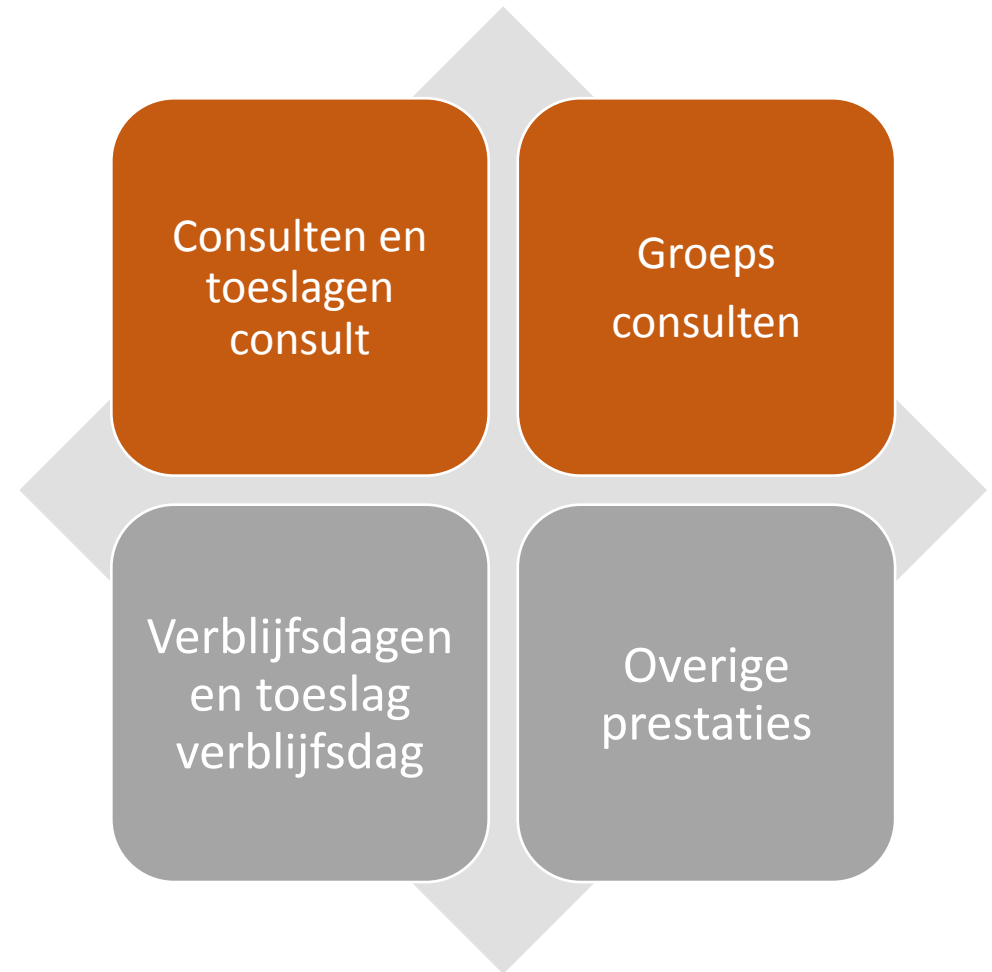 Consulten en
toeslagen
consult
Groeps
consulten
Verblijfsdagen
en toeslag
verblijfsdag
Overige
prestaties